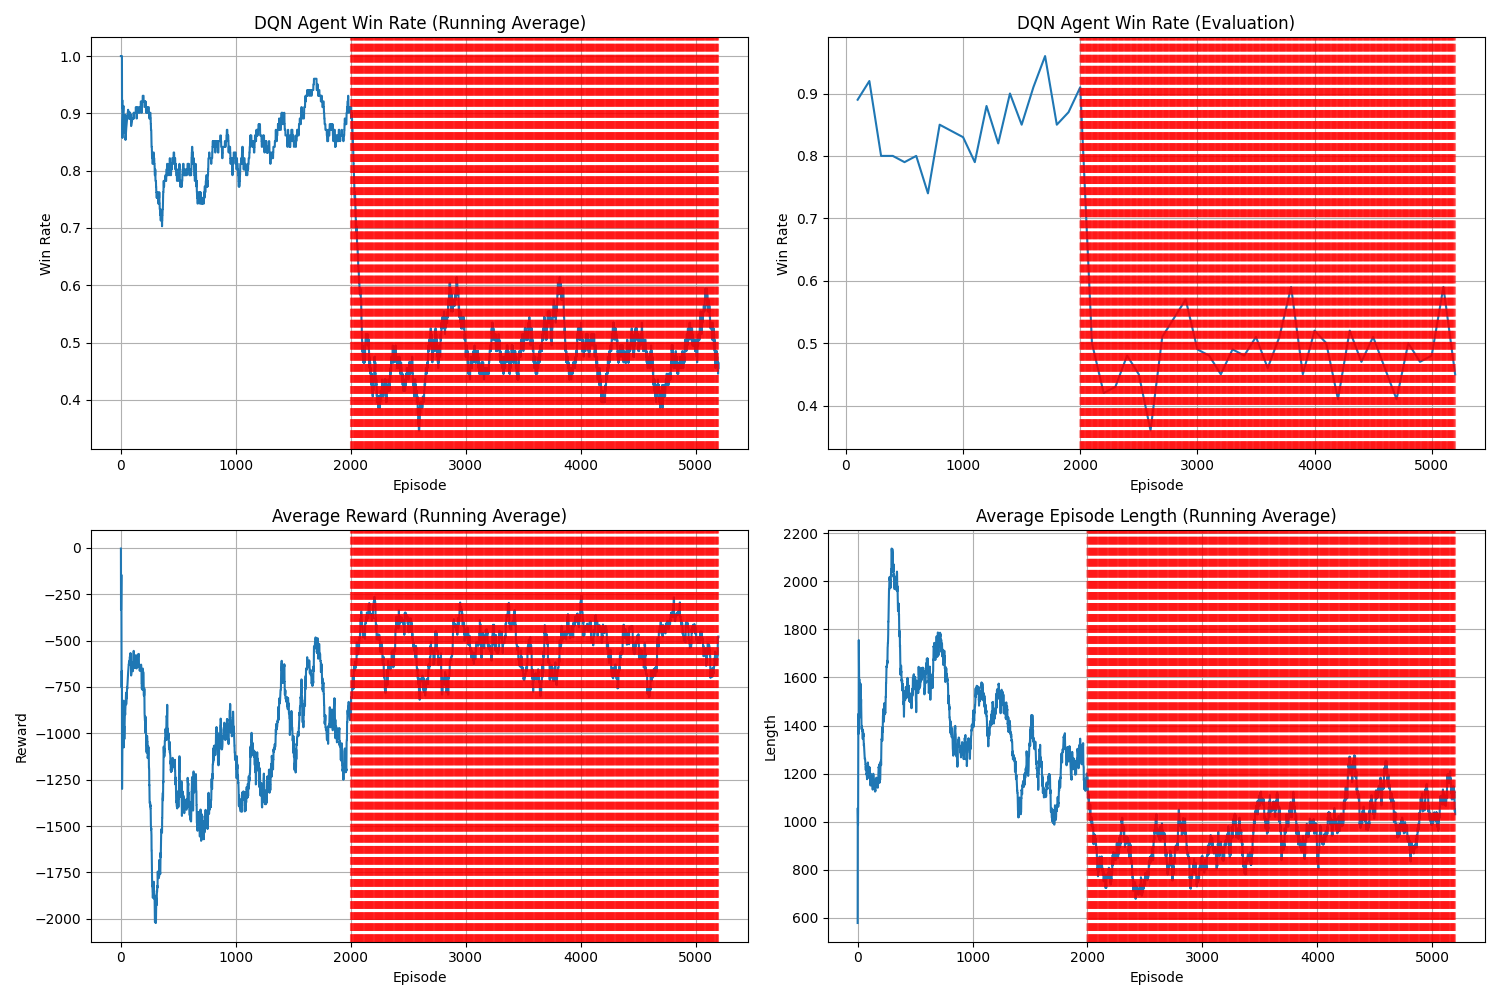 DQN Agent Win Rate (Running Average)
1.0
0.9
0.8
0.7
0.6
0.5
0.4
Win Rate
0 1000 2000 3000 4000 5000
Episode
DQN Agent Win Rate (Evaluation)
0.9
0.8
0.7
0.6
0.5
0.4
Win Rate
0 1000 2000 3000 4000 5000
Episode
Average Reward (Running Average)
0
−250
−500
−750
−1000
−1250
−1500
−1750
−2000
Reward
0 1000 2000 3000 4000 5000
Episode
Average Episode Length (Running Average)
2200
2000
1800
1600
1400
1200
1000
800
600
Length
0 1000 2000 3000 4000 5000
Episode